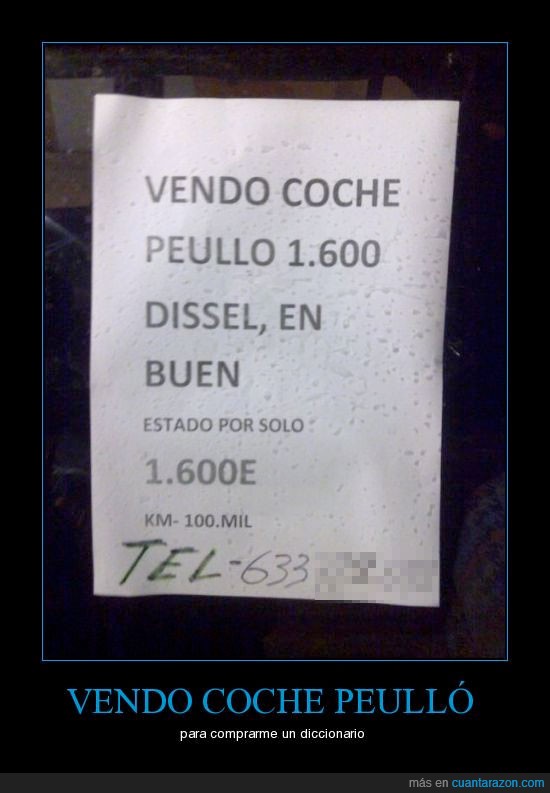 VENDO COCHE
PEULLO 1.600
DISSEL, EN
BUEN
ESTADO POR SOLO
1.600E
KM- 100.MIL
TEL-633
VENDO COCHE PEULLÓ
para comprarme un diccionario
más en cuantarazon.com